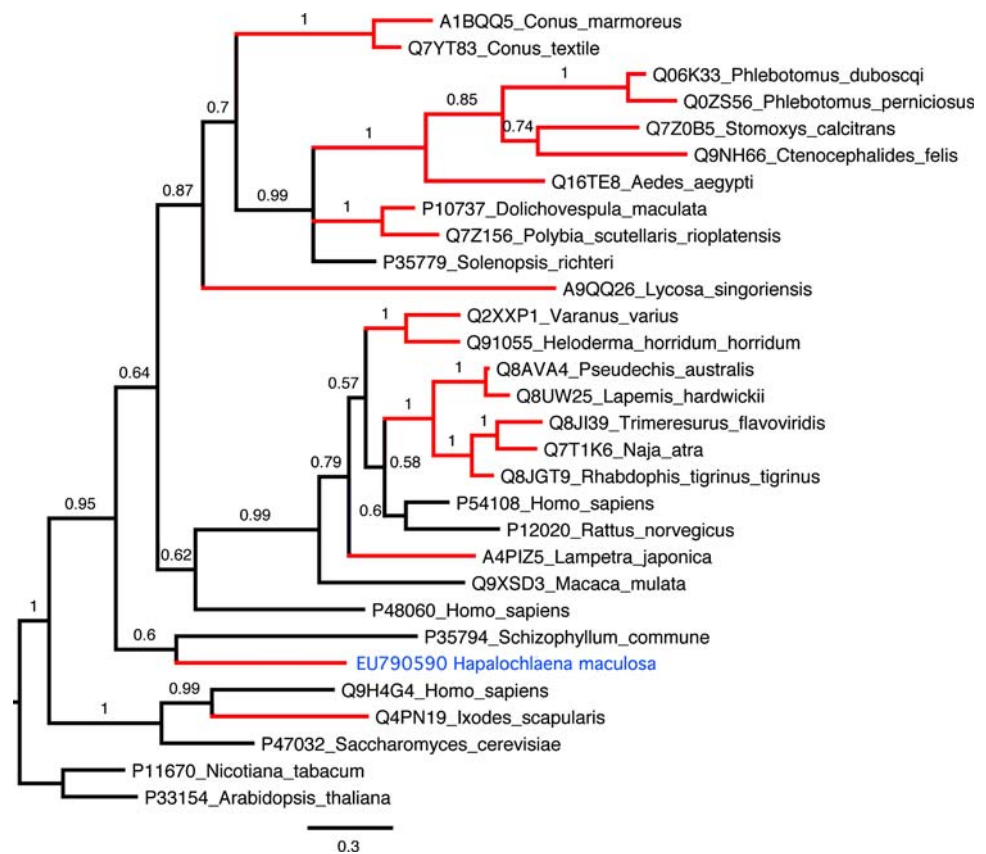 1
A1BQQ5_Conus_marmoreus
Q7YT83_Conus_textile
1
Q06K33_Phlebotomus_duboscqi
Q0ZS56_Phlebotomus_perniciosus
0.85
0.7
0.74
Q7Z0B5_Stomoxys_calcitrans
1
Q9NH66_Ctenocephalides_felis
Q16TE8_Aedes_aegypti
0.87
0.99
1
P10737_Dolichovespula_maculata
Q7Z156_Polybia_scutellaris_rioplatensis
P35779_Solenopsis_richteri
A9QQ26_Lycosa_singoriensis
1
Q2XXP1_Varanus_varius
Q91055_Heloderma_horridum_horridum
0.64
0.57
1
Q8AVA4_Pseudechis_australis
Q8UW25_Lapemis_hardwickii
1
1
Q8JI39_Trimeresurus_flavoviridis
1
Q7T1K6_Naja_atra
0.79
0.58
Q8JGT9_Rhabdophis_tigrinus_tigrinus
0.95
0.99
0.6
P54108_Homo_sapiens
P12020_Rattus_norvegicus
A4PIZ5_Lampetra_japonica
0.62
Q9XSD3_Macaca_mulata
1
P48060_Homo_sapiens
0.6
P35794_Schizophyllum_commune
EU790590 Hapalochlaena maculosa
0.99
Q9H4G4_Homo_sapiens
1
Q4PN19_Ixodes_scapularis
P47032_Saccharomyces_cerevisiae
P11670_Nicotiana_tabacum
P33154_Arabidopsis_thaliana
0.3